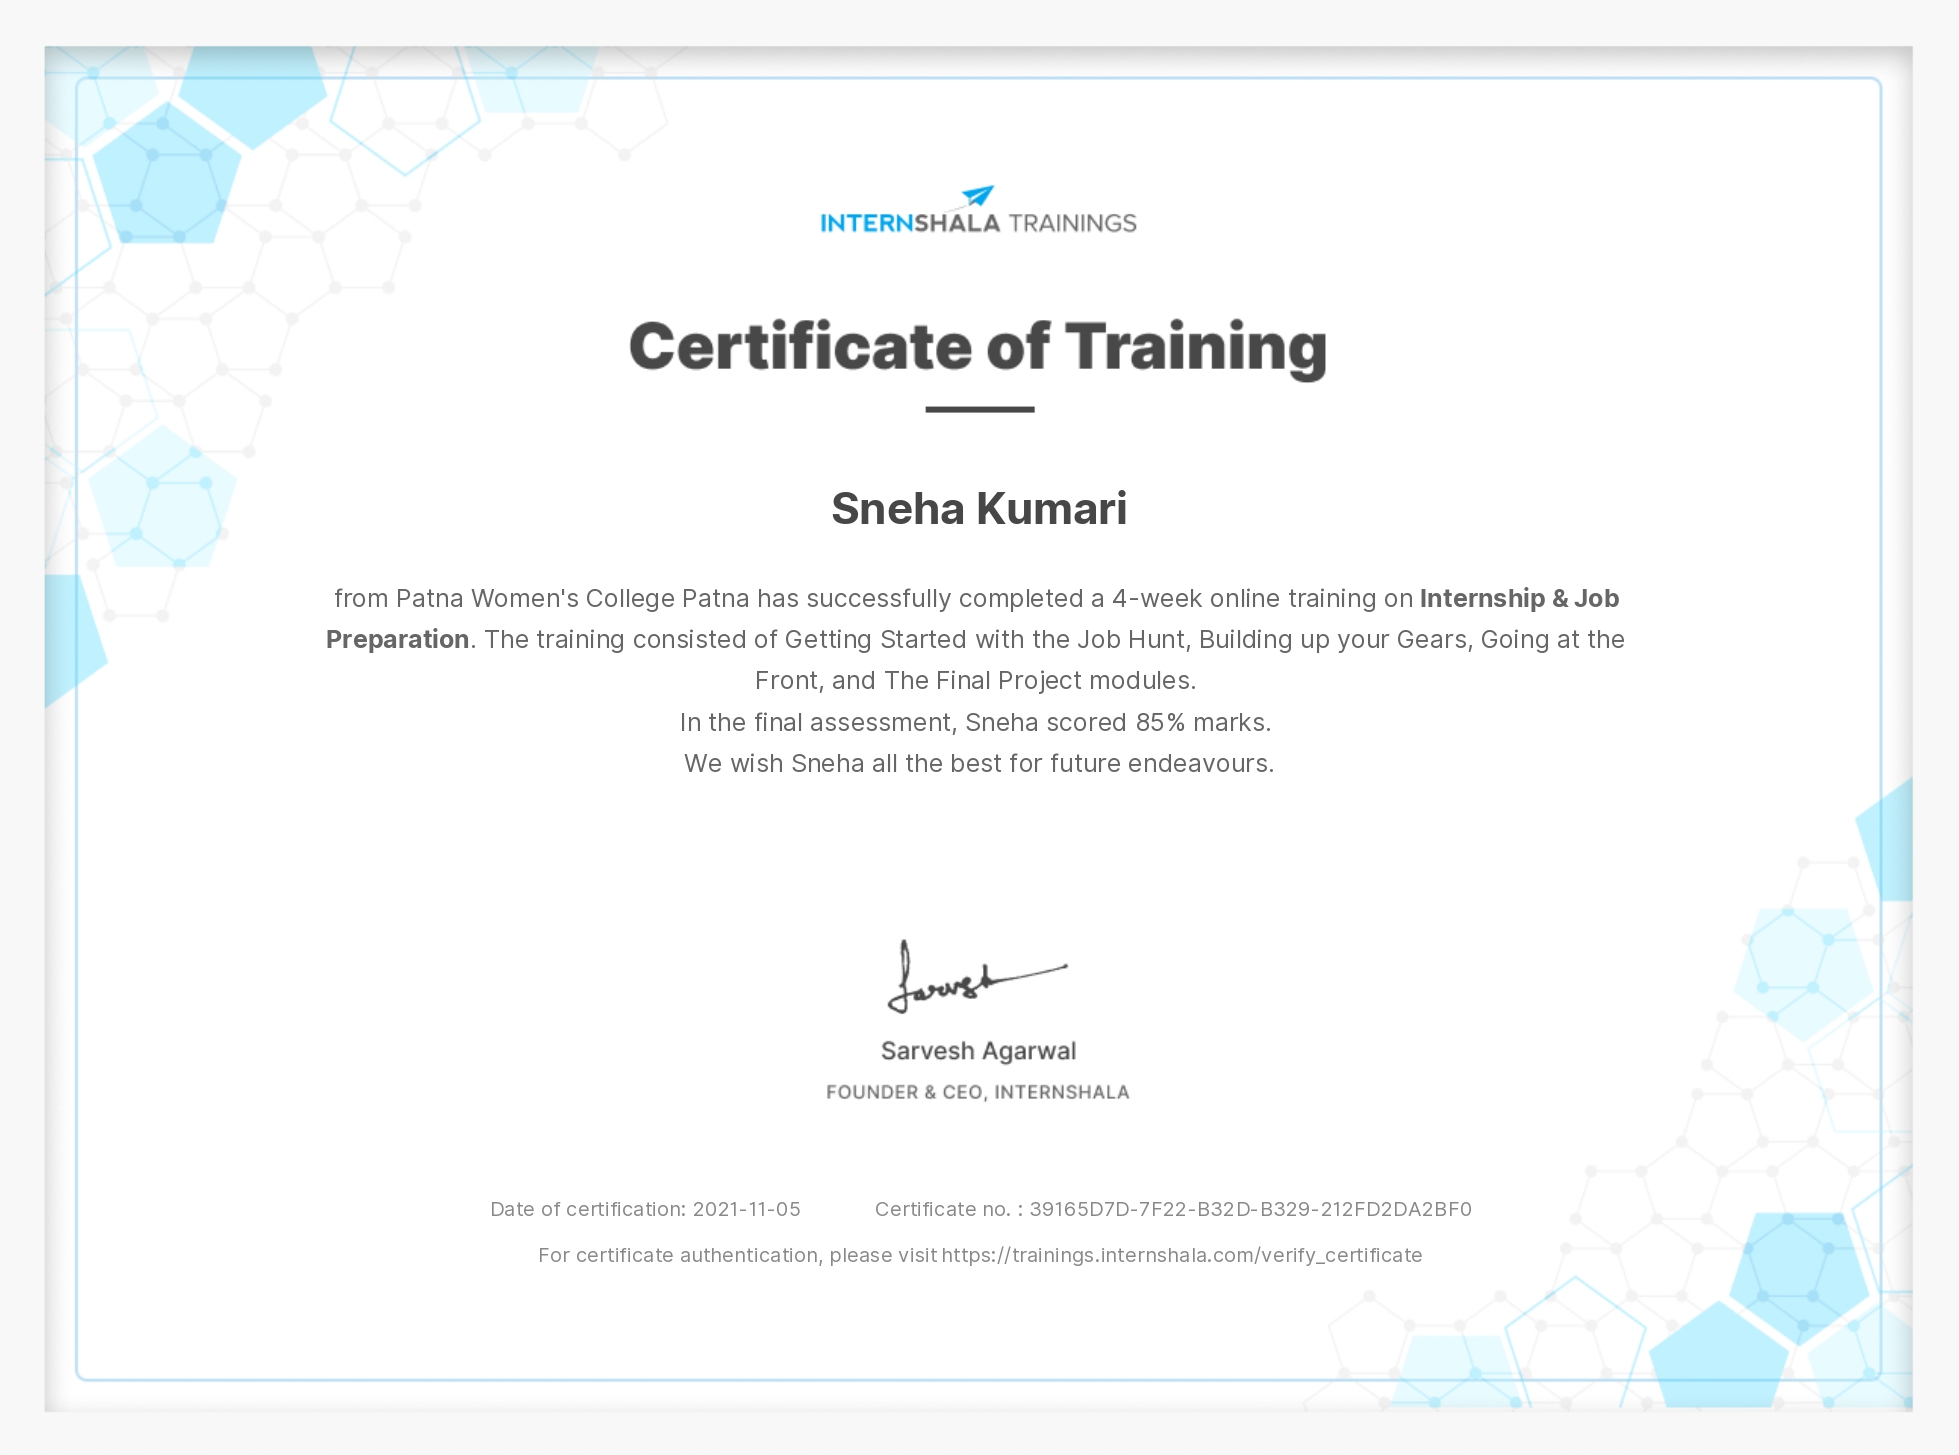 INTERNSHALA TRAININGS
Certificate of Training
Sneha Kumari
from Patna Women's College Patna has successfully completed a 4-week online training on Internship & Job
Preparation. The training consisted of Getting Started with the Job Hunt, Building up your Gears, Going at the
Front, and The Final Project modules.
In the final assessment, Sneha scored 85% marks.
We wish Sneha all the best for future endeavours.
Sarvesh
Sarvesh Agarwal
FOUNDER & CEO, INTERNSHALA
Date of certification: 2021-11-05 Certificate no. : 39165D7D-7F22-B32D-B329-212FD2DA2BF0
For certificate authentication, please visit https://trainings.internshala.com/verify_certificate